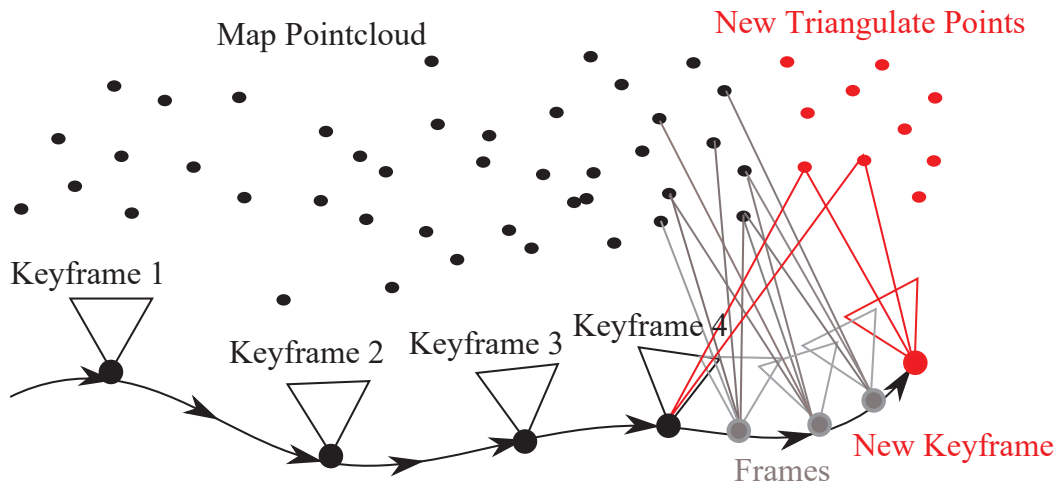 New Triangulate Points
Map Pointcloud
Keyframe 1
Keyframe 2
Keyframe 3
Keyframe 4
New Keyframe
Frames